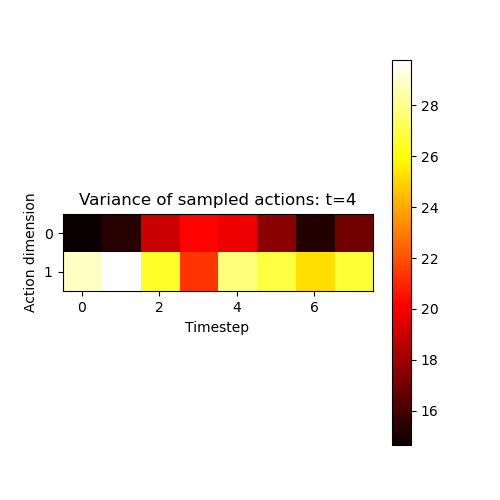 Variance of sampled actions: t=4
Action dimension
0
1
0 2 4 6
Timestep
28
26
24
22
20
18
16